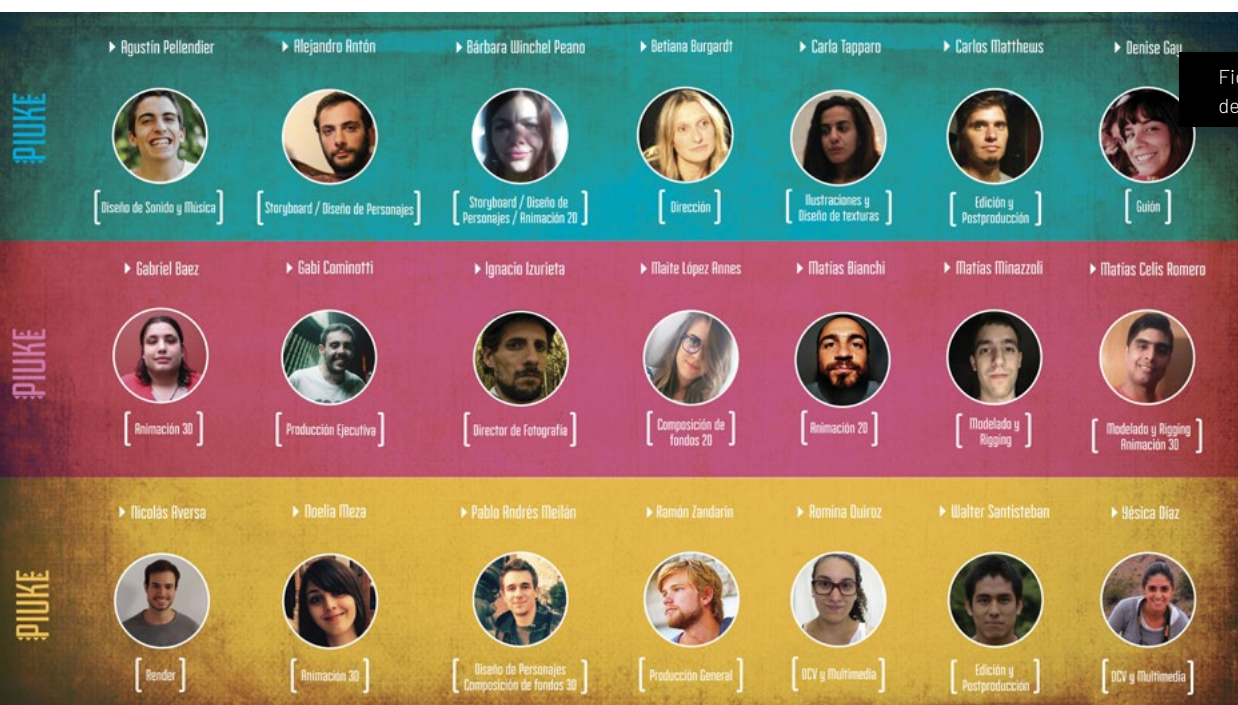 Agustín Pellendier
Alejandro Antón
Bárbara Winchel Peano
Betiana Burgardt
Carla Tapparo
Carlos Matthews
Denise Gay
PIUKE
Diseño de Sonido y Música
Storyboard / Diseño de Personajes
Storyboard / Diseño de
Personajes / Animación 2D
Dirección
Ilustraciones y
Diseño de texturas
Edición y
Postproducción
Guión
Gabriel Baez
Gabi Cominotti
Ignacio Izurieta
Maite López Annes
Matías Bianchi
Matías Minazzoli
Matías Celis Romero
PIUKE
Animación 3D
Producción Ejecutiva
Director de Fotografía
Composición de
fondos 2D
Animación 2D
Modelado y
Rigging
Modelado y Rigging
Animación 3D
Nicolás Aversa
Noelia Meza
Pablo Andrés Meilán
Ramón Zandarin
Romina Quiroz
Walter Santisteban
Yésica Díaz
PIUKE
Render
Animación 3D
Diseño de Personajes
Composición de fondos 3D
Producción General
DCV y Multimedia
Edición y
Postproducción
DCV y Multimedia